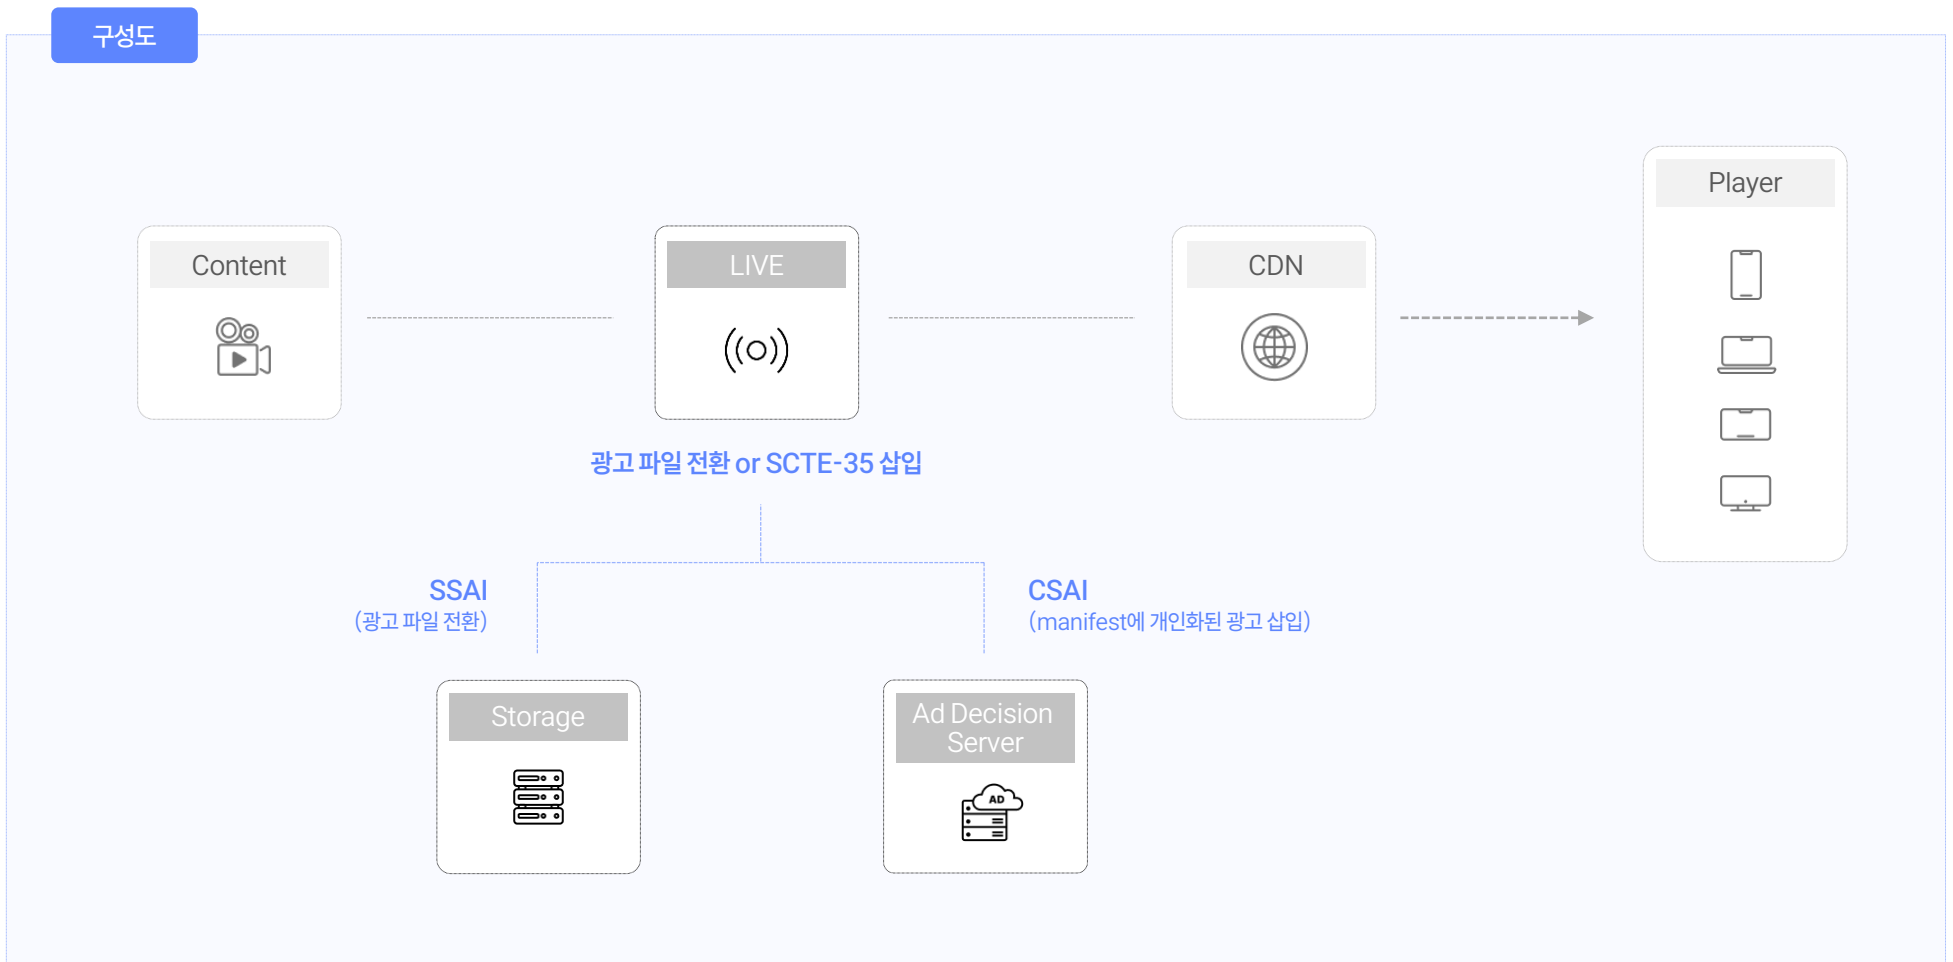 구성도
Content
LIVE
CDN
Player
광고 파일 전환 or SCTE-35 삽입
SSAI
(광고 파일 전환)
CSAI
(manifest에 개인화된 광고 삽입)
Storage
Ad Decision
Server
AD